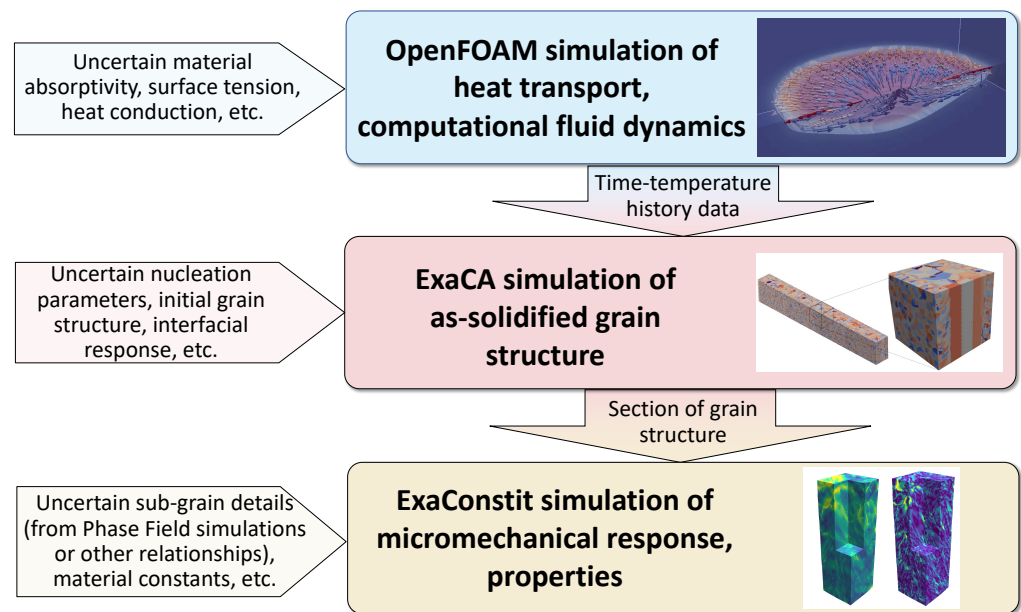 Uncertain material
absorptivity, surface tension,
heat conduction, etc.
OpenFOAM simulation of
heat transport,
computational fluid dynamics
Time-temperature
history data
Uncertain nucleation
parameters, initial grain
structure, interfacial
response, etc.
ExaCA simulation of
as-solidified grain
structure
Section of grain
structure
Uncertain sub-grain details
(from Phase Field simulations
or other relationships),
material constants, etc.
ExaConstit simulation of
micromechanical response,
properties